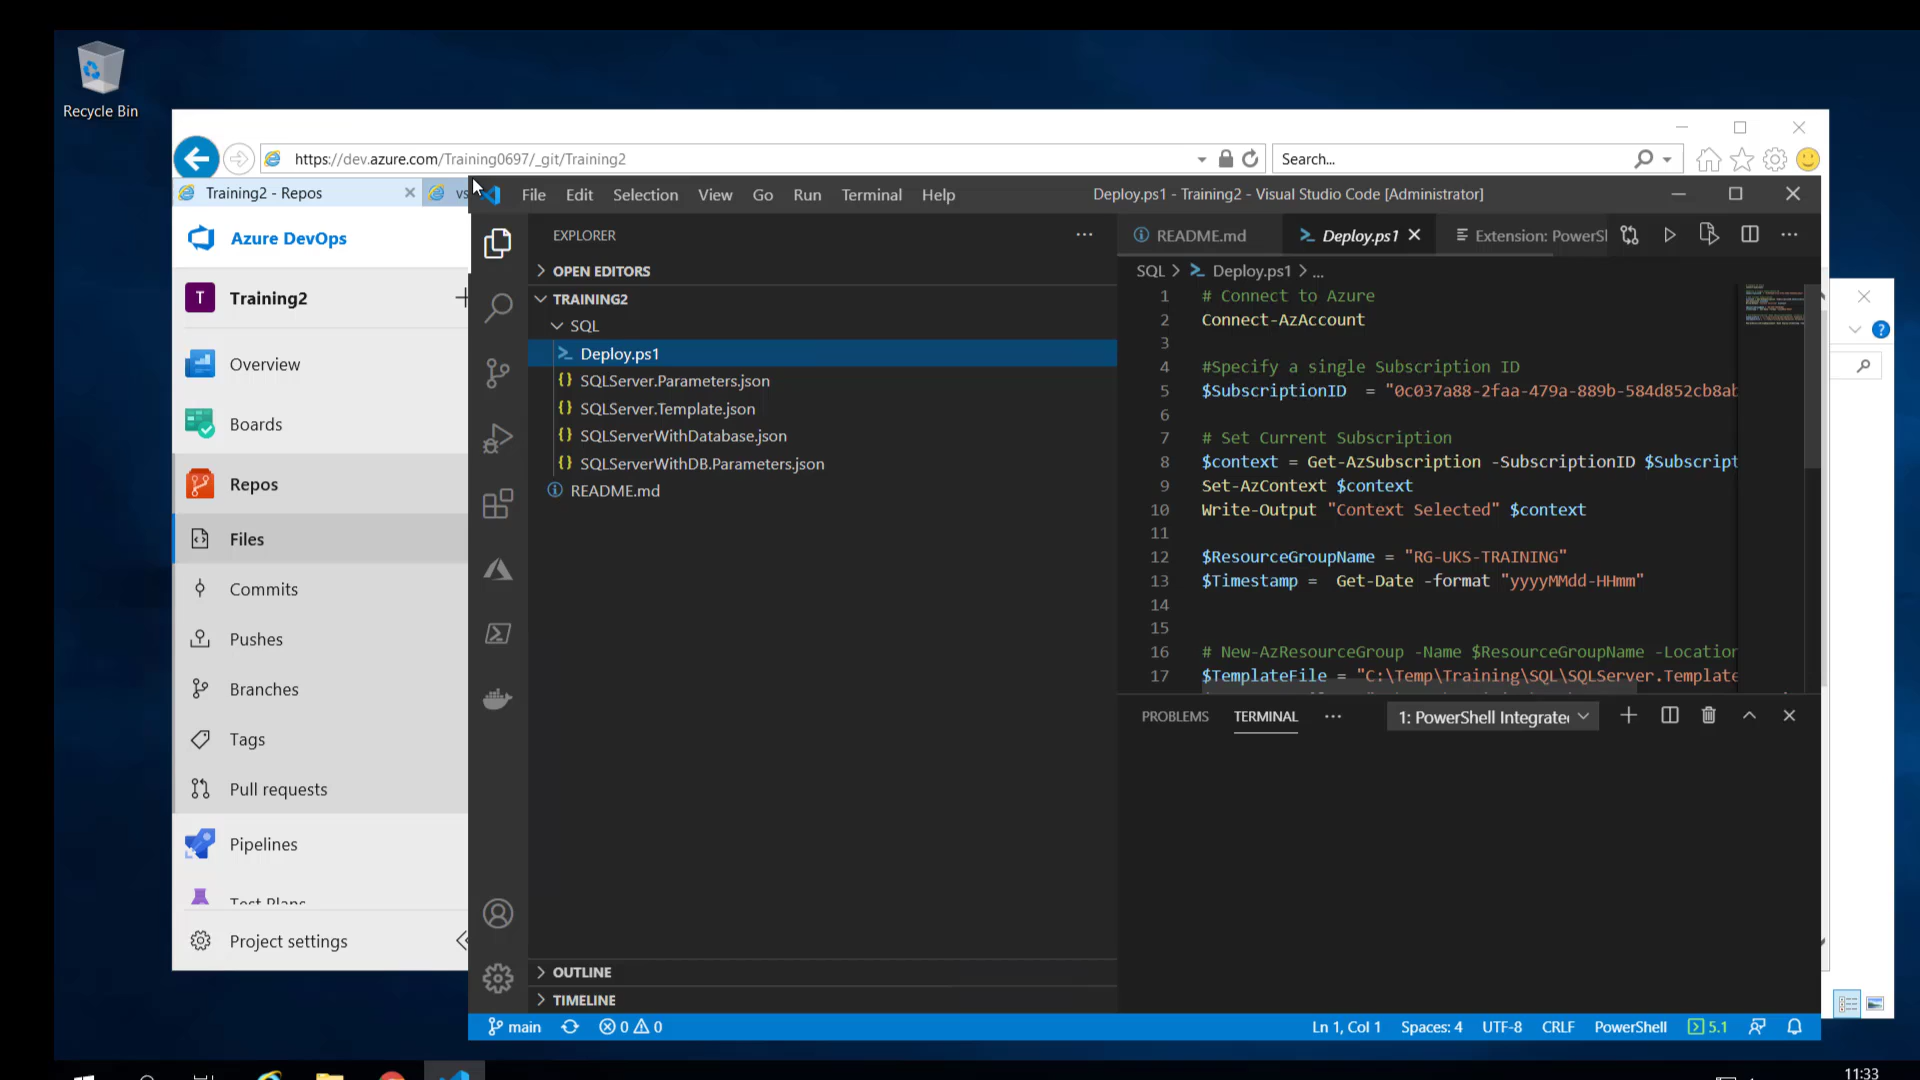 Recycle Bin
https://dev.azure.com/Training0697/_git/Training2
Search...
Training2 - Repos
vs
File Edit Selection View Go Run Terminal Help
Deploy.ps1 - Training2 - Visual Studio Code [Administrator]
Azure DevOps
T Training2
Overview
Boards
Repos
Files
Commits
Pushes
Branches
Tags
Pull requests
Pipelines
Test Plans
Project settings
EXPLORER
OPEN EDITORS
TRAINING2
SQL
Deploy.ps1
SQLServer.Parameters.json
SQLServer.Template.json
SQLServerWithDatabase.json
SQLServerWithDB.Parameters.json
README.md
OUTLINE
TIMELINE
README.md Deploy.ps1 Extension: PowerSl
SQL > Deploy.ps1 > ...
1 # Connect to Azure
2 Connect-AzAccount
3
4 #Specify a single Subscription ID
5 $SubscriptionID = "0c037a88-2faa-479a-889b-584d852cb8ab
6
7 # Set Current Subscription
8 $context = Get-AzSubscription -SubscriptionID $Subscript
9 Set-AzContext $context
10 Write-Output "Context Selected" $context
11
12 $ResourceGroupName = "RG-UKS-TRAINING"
13 $Timestamp = Get-Date -format "yyyyMMdd-HHmm"
14
15
16 # New-AzResourceGroup -Name $ResourceGroupName -Location
17 $TemplateFile = "C:\Temp\Training\SQL\SQLServer.Template
PROBLEMS TERMINAL ... 1: PowerShell Integrate
main 0 0
Ln 1, Col 1 Spaces: 4 UTF-8 CRLF PowerShell 5.1
11:33